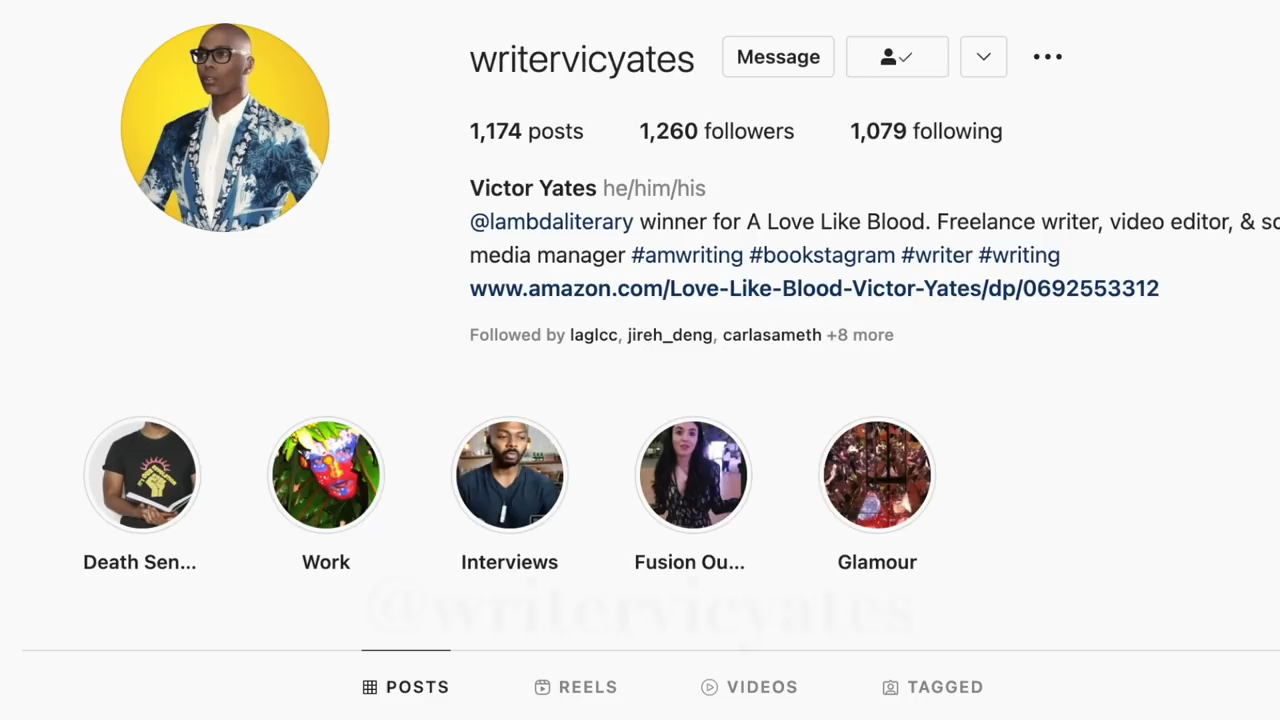 writervicyates Message
1,174 posts 1,260 followers 1,079 following
Victor Yates he/him/his
@lambdaliterary winner for A Love Like Blood. Freelance writer, video editor, &
media manager #amwriting #bookstagram #writer #writing
www.amazon.com/Love-Like-Blood-Victor-Yates/dp/0692553312
Followed by laglcc, jireh_deng, carlasameth +8 more
Death Sen... Work Interviews Fusion Ou... Glamour
@writervicyates
POSTS REELS VIDEOS TAGGED